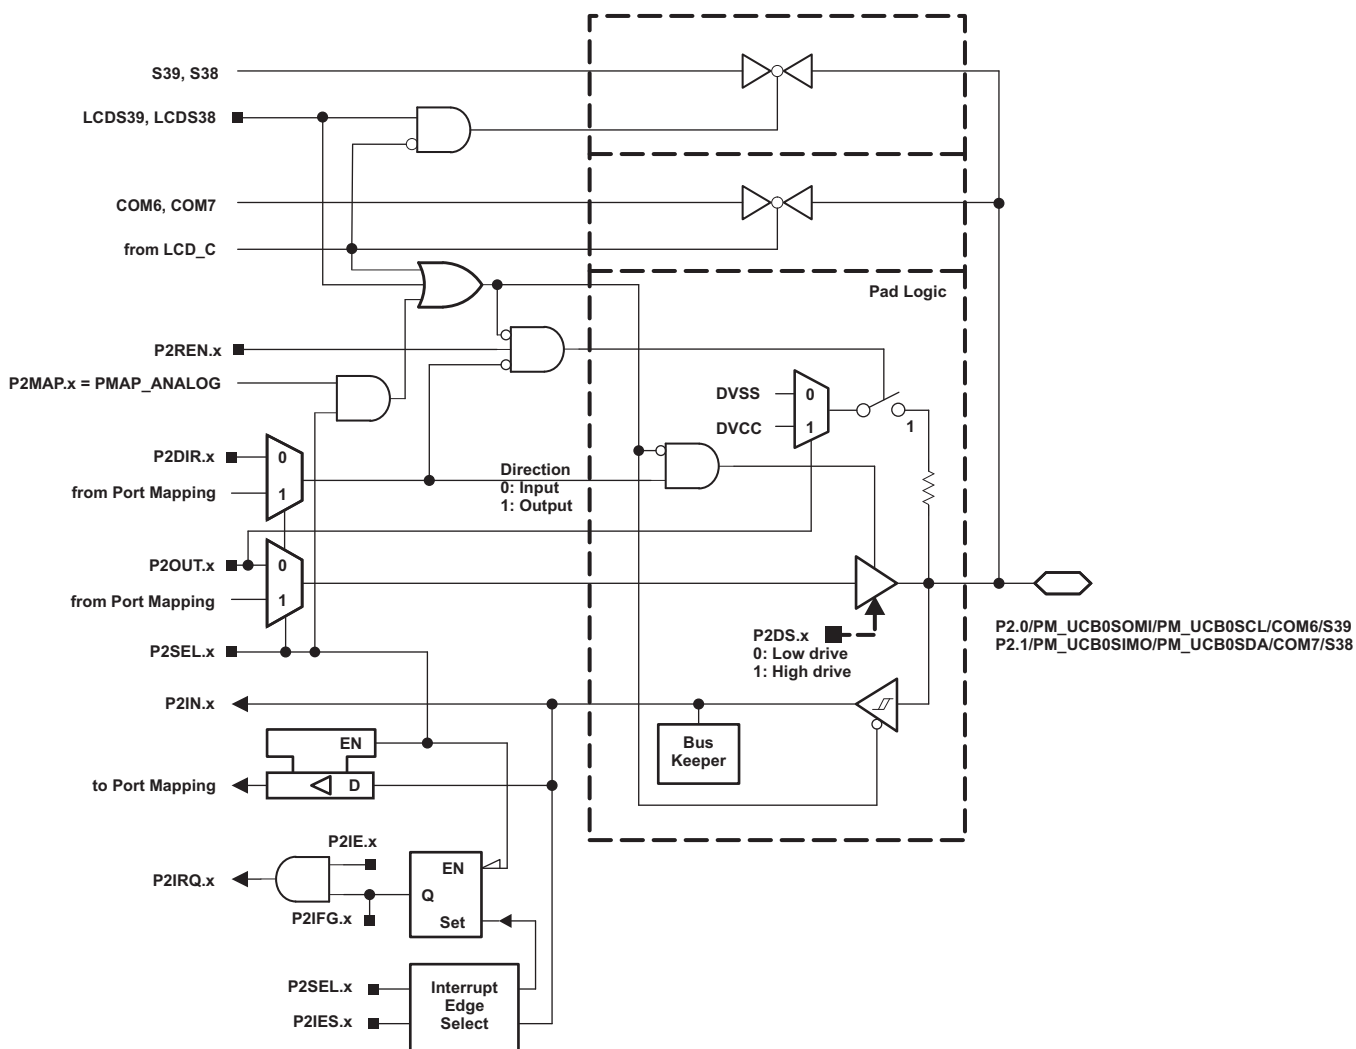 S39, S38
LCDS39, LCDS38
COM6, COM7
from LCD_C
Pad Logic
P2REN.x
P2MAP.x = PMAP_ANALOG
DVSS
0
DVCC
1
1
P2DIR.x
0
from Port Mapping
1
Direction
0: Input
1: Output
P2OUT.x
0
from Port Mapping
1
P2DS.x
0: Low drive
1: High drive
P2.0/PM_UCB0SOMI/PM_UCB0SCL/COM6/S39
P2.1/PM_UCB0SIMO/PM_UCB0SDA/COM7/S38
P2SEL.x
P2IN.x
Bus
Keeper
EN
to Port Mapping
D
P2IE.x
P2IRQ.x
EN
Q
P2IFG.x
Set
P2SEL.x
P2IES.x
Interrupt
Edge
Select